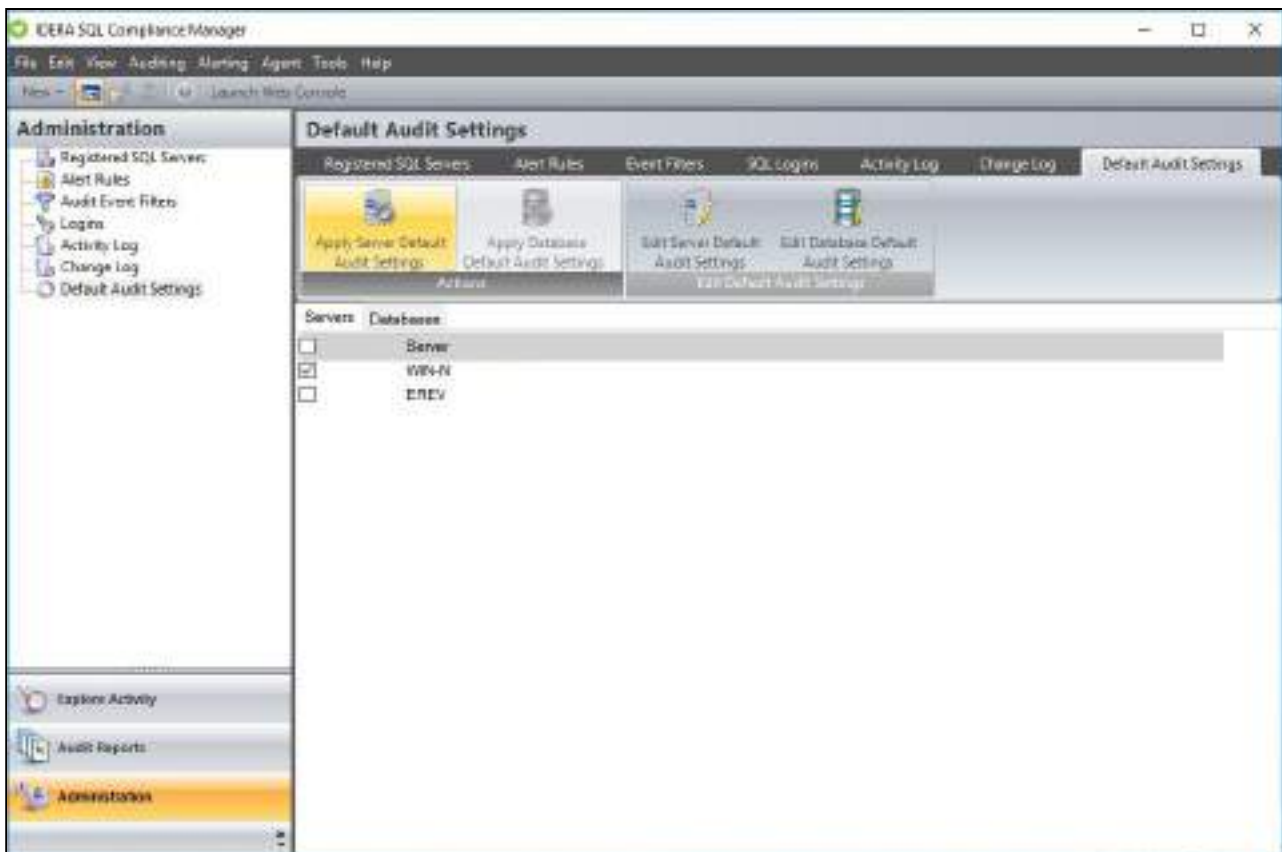 IDERA SQL Compliance Manager
File Edit View Auditing Alerting Agent Tools Help
New Launch Web Console
Administration
Registered SQL Servers
Alert Rules
Audit Event Filters
Logins
Activity Log
Change Log
Default Audit Settings
Explore Activity
Audit Reports
Administration
Default Audit Settings
Registered SQL Servers Alert Rules Event Filters SQL Logins Activity Log Change Log Default Audit Settings
Apply Server Default Audit Settings
Apply Database Default Audit Settings
Actions
Edit Server Default Audit Settings
Edit Database Default Audit Settings
Edit Default Audit Settings
Servers Databases
Server
WIN-N
EREV